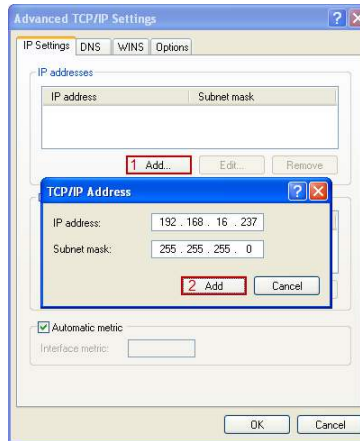 Advanced TCP/IP Settings
IP Settings DNS WINS Options
IP addresses
IP address Subnet mask
1 Add... Edit... Remove
TCP/IP Address
IP address: 192 . 168 . 16 . 237
Subnet mask: 255 . 255 . 255 . 0
2 Add Cancel
Automatic metric
Interface metric:
OK Cancel